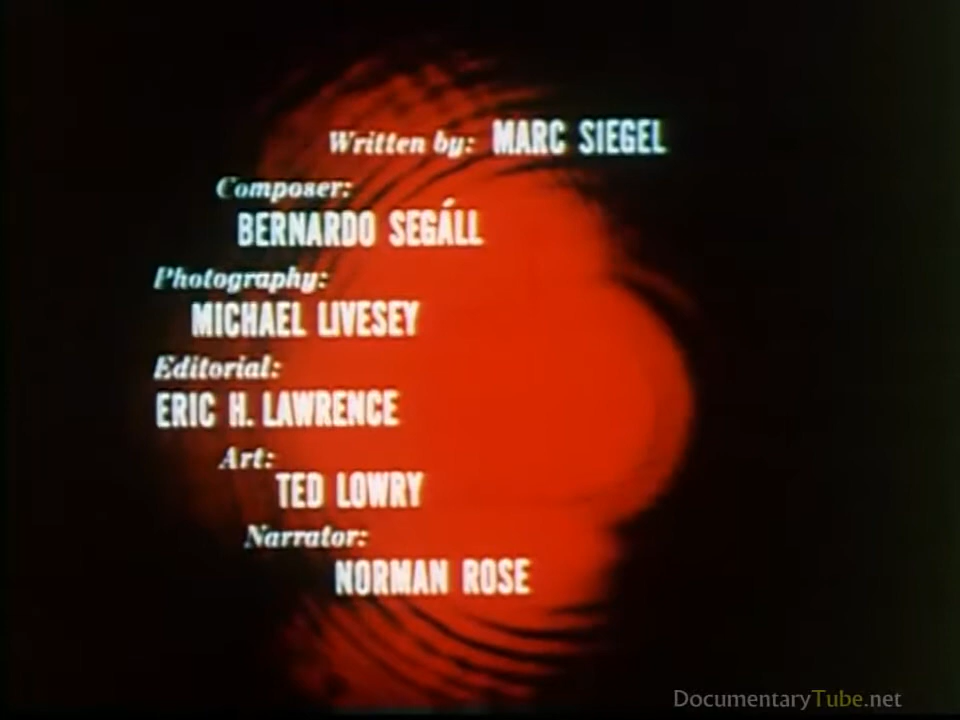 Written by: MARC SIEGEL
Composer:
BERNARDO SEGÁLL
Photography:
MICHAEL LIVESEY
Editorial:
ERIC H. LAWRENCE
Art:
TED LOWRY
Narrator:
NORMAN ROSE
DocumentaryTube.net